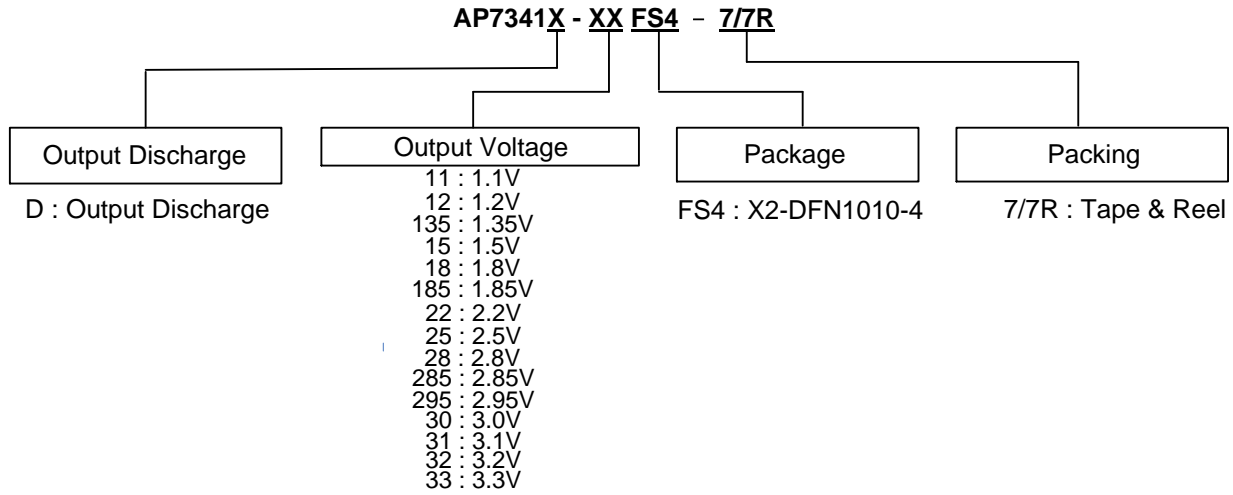 AP7341X - XX FS4 – 7/7R
Output Discharge
D : Output Discharge
Output Voltage
11 : 1.1V
12 : 1.2V
135 : 1.35V
15 : 1.5V
18 : 1.8V
185 : 1.85V
22 : 2.2V
25 : 2.5V
28 : 2.8V
285 : 2.85V
295 : 2.95V
30 : 3.0V
31 : 3.1V
32 : 3.2V
33 : 3.3V
Package
FS4 : X2-DFN1010-4
Packing
7/7R : Tape & Reel